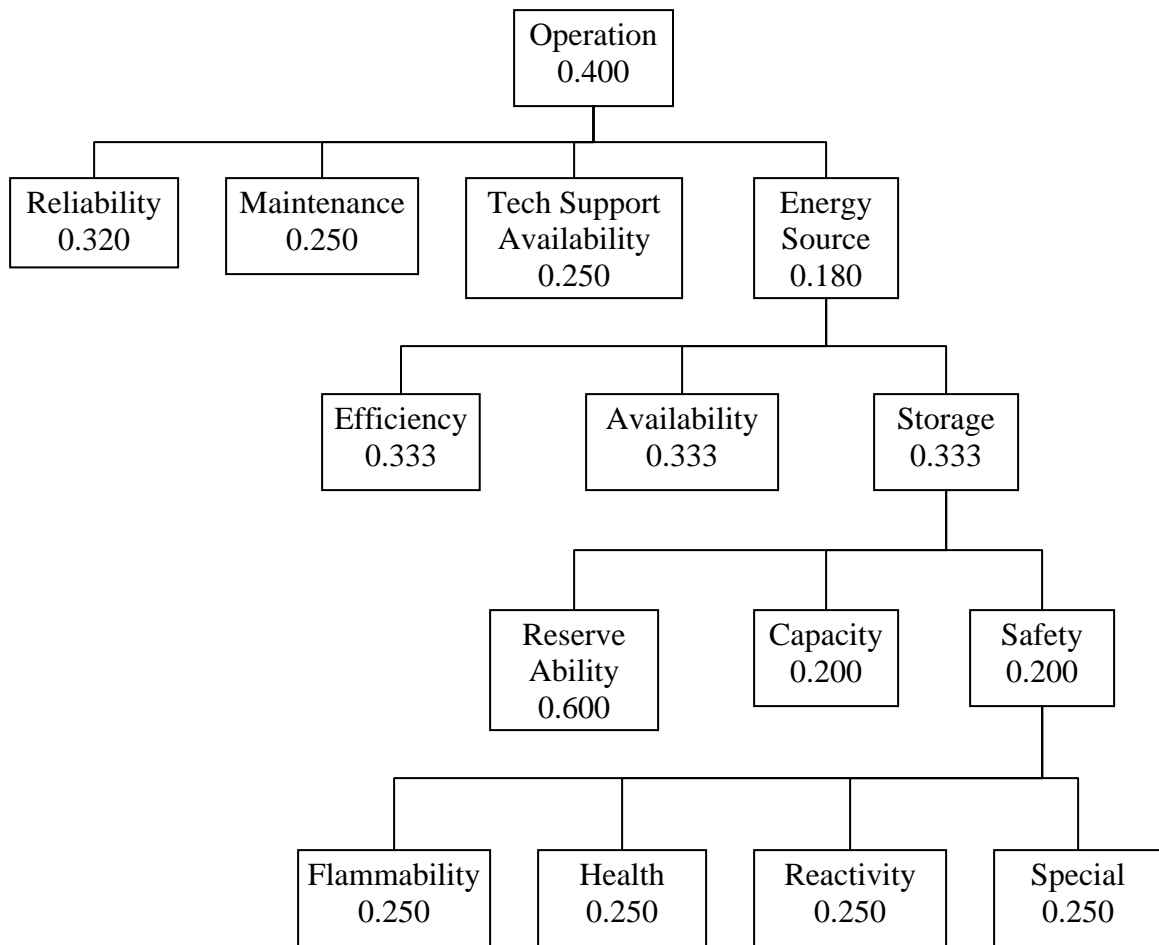 Operation
0.400
Reliability
0.320
Maintenance
0.250
Tech Support
Availability
0.250
Energy
Source
0.180
Efficiency
0.333
Availability
0.333
Storage
0.333
Reserve
Ability
0.600
Capacity
0.200
Safety
0.200
Flammability
0.250
Health
0.250
Reactivity
0.250
Special
0.250